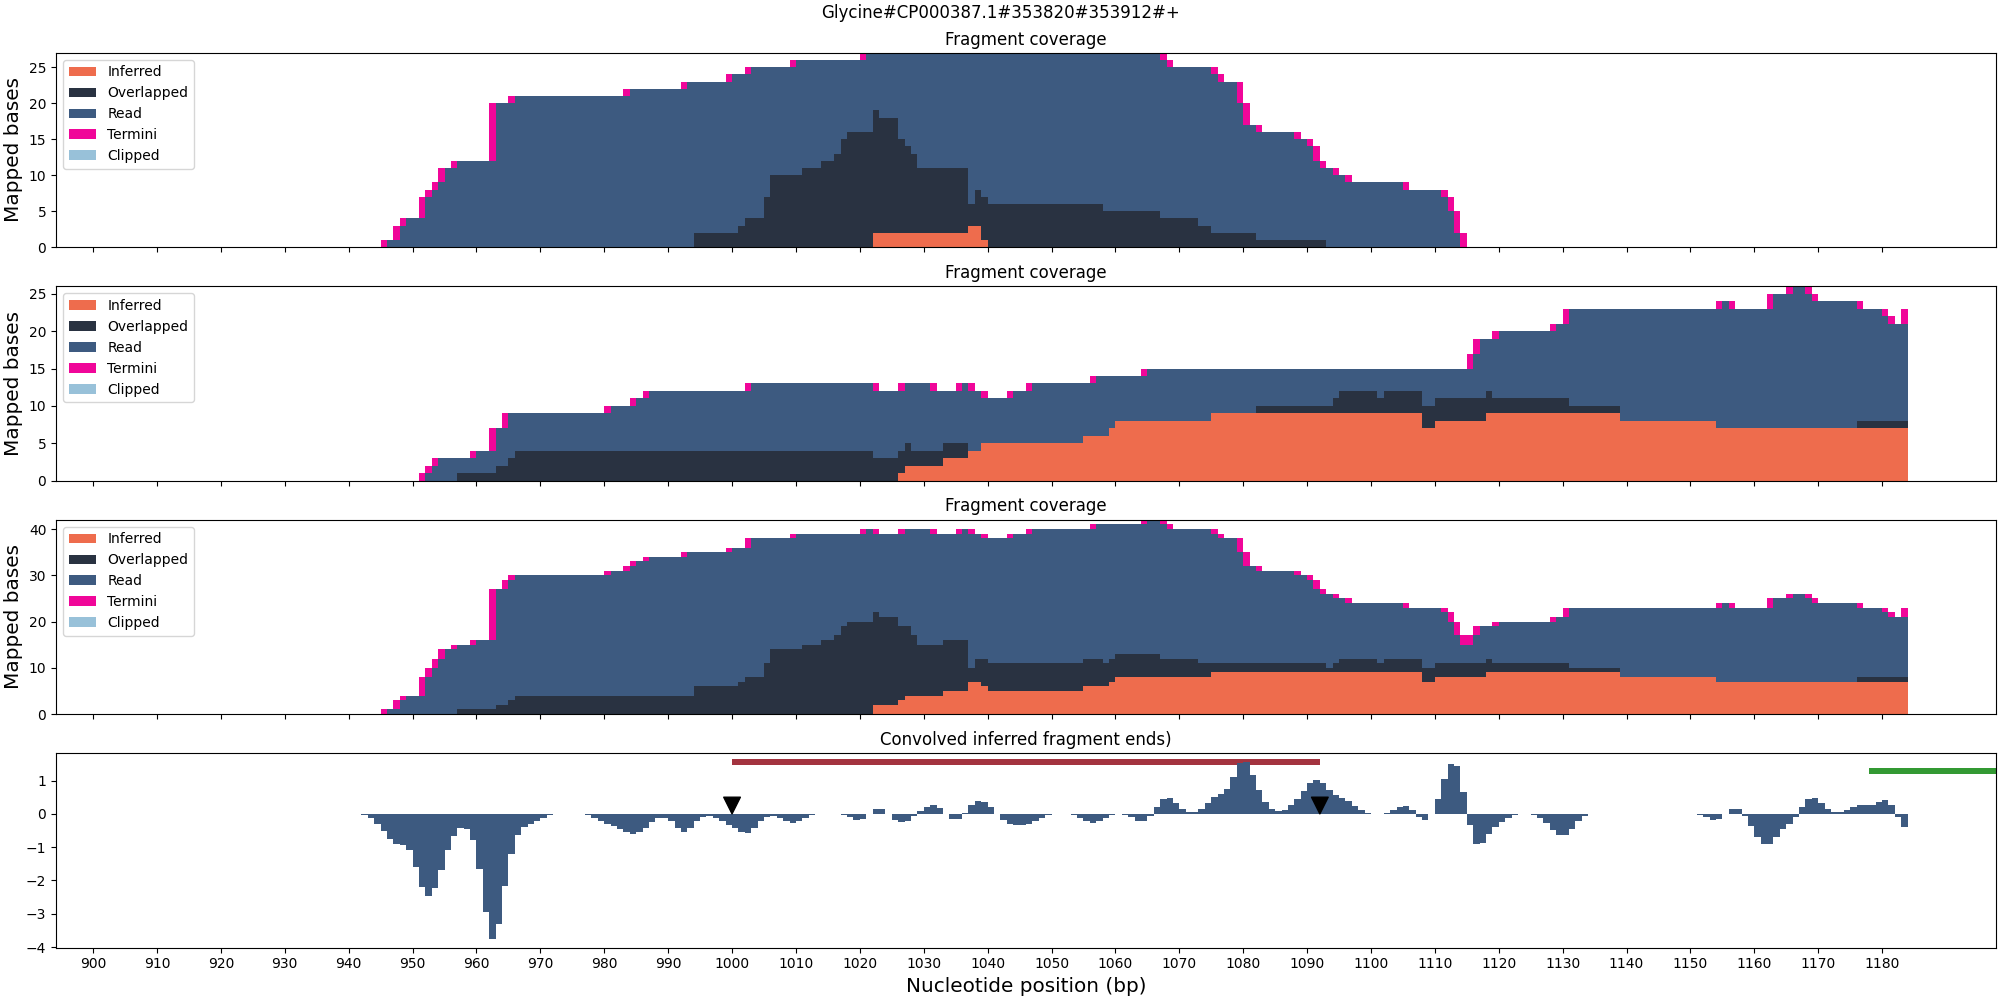 Glycine#CP000387.1#353820#353912#+
Fragment coverage
Mapped bases
25
20
15
10
5
0
Inferred
Overlapped
Read
Termini
Clipped
Fragment coverage
Mapped bases
25
20
15
10
5
0
Inferred
Overlapped
Read
Termini
Clipped
Fragment coverage
Mapped bases
40
30
20
10
0
Inferred
Overlapped
Read
Termini
Clipped
Convolved inferred fragment ends)
1
0
−1
−2
−3
−4
900 910 920 930 940 950 960 970 980 990 1000 1010 1020 1030 1040 1050 1060 1070 1080 1090 1100 1110 1120 1130 1140 1150 1160 1170 1180
Nucleotide position (bp)